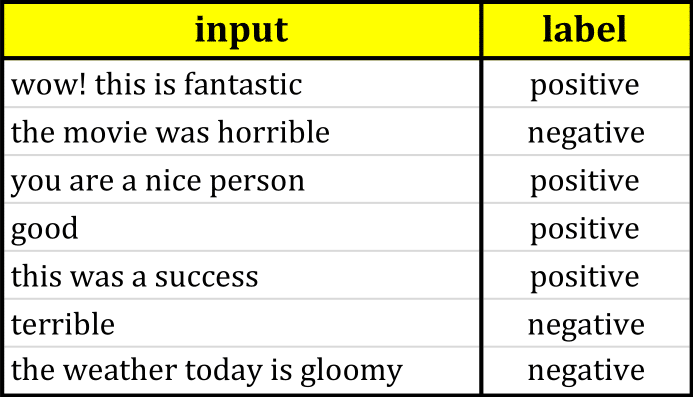 input label
wow! this is fantastic positive
the movie was horrible negative
you are a nice person positive
good positive
this was a success positive
terrible negative
the weather today is gloomy negative